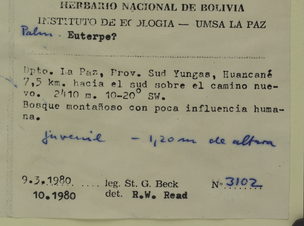 HERBARIO NACIONAL DE BOLIVIA
INSTITUTO DE ECOLOGIA — UMSA LA PAZ
Palm. Euterpe?
Dpto. La Paz, Prov. Sud Yungas, Huancané
7,5 km. hacia el sud sobre el camino nue-
vo. 2410 m. 10-20° SW.
Bosque montañoso con poca influencia huma-
na.
juvenil — 1,20 m de altura
9.3.1980 .... leg. St. G. Beck Nº 3102
10.1980 det. R.W. Read